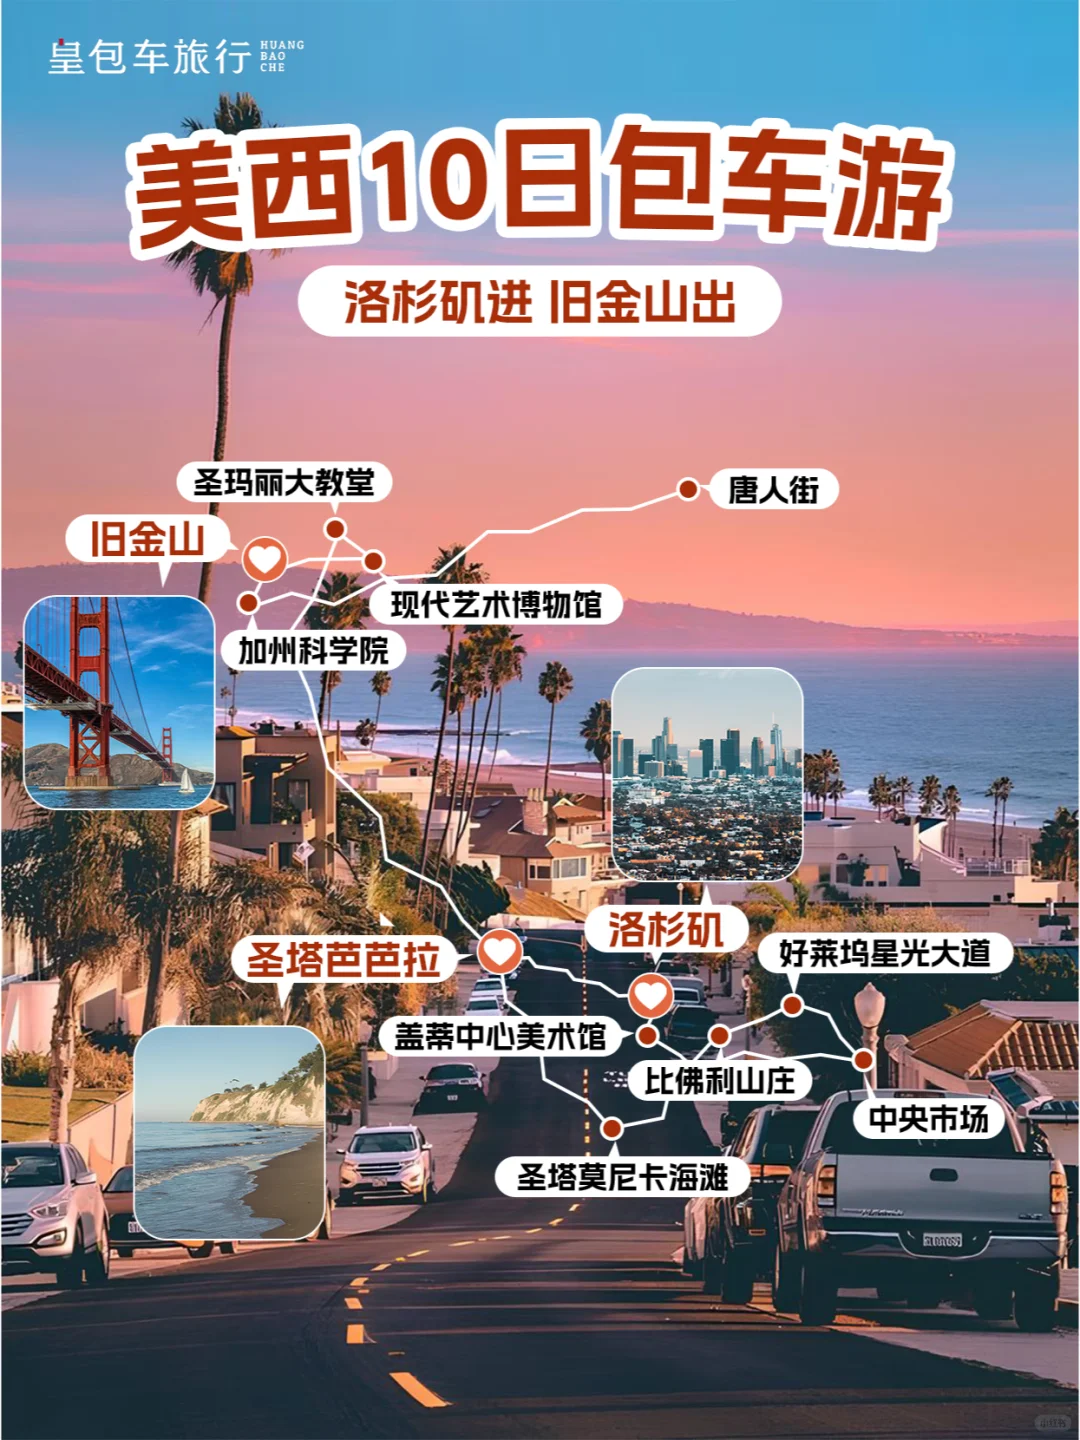 皇包车旅行
HUANG
BAO
CHE
美西10日包车游
洛杉矶进 旧金山出
圣玛丽大教堂
唐人街
旧金山
现代艺术博物馆
加州科学院
洛杉矶
圣塔芭芭拉
好莱坞星光大道
盖蒂中心美术馆
比佛利山庄
中央市场
圣塔莫尼卡海滩